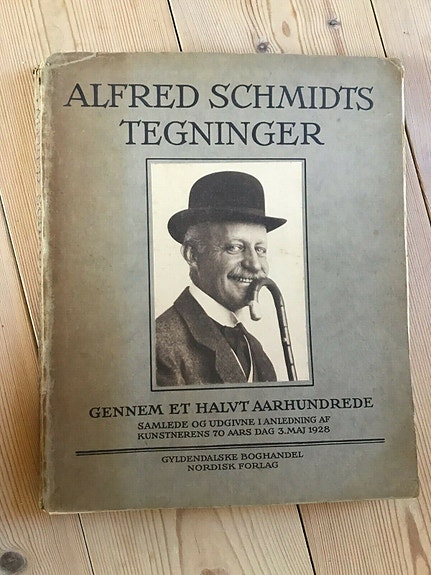 ALFRED SCHMIDTS
TEGNINGER
GENNEM ET HALVT AARHUNDREDE
SAMLEDE OG UDGIVNE I ANLEDNING AF
KUNSTNERENS 70 AARS DAG 3. MAJ 1928
GYLDENDALSKE BOGHANDEL
NORDISK FORLAG